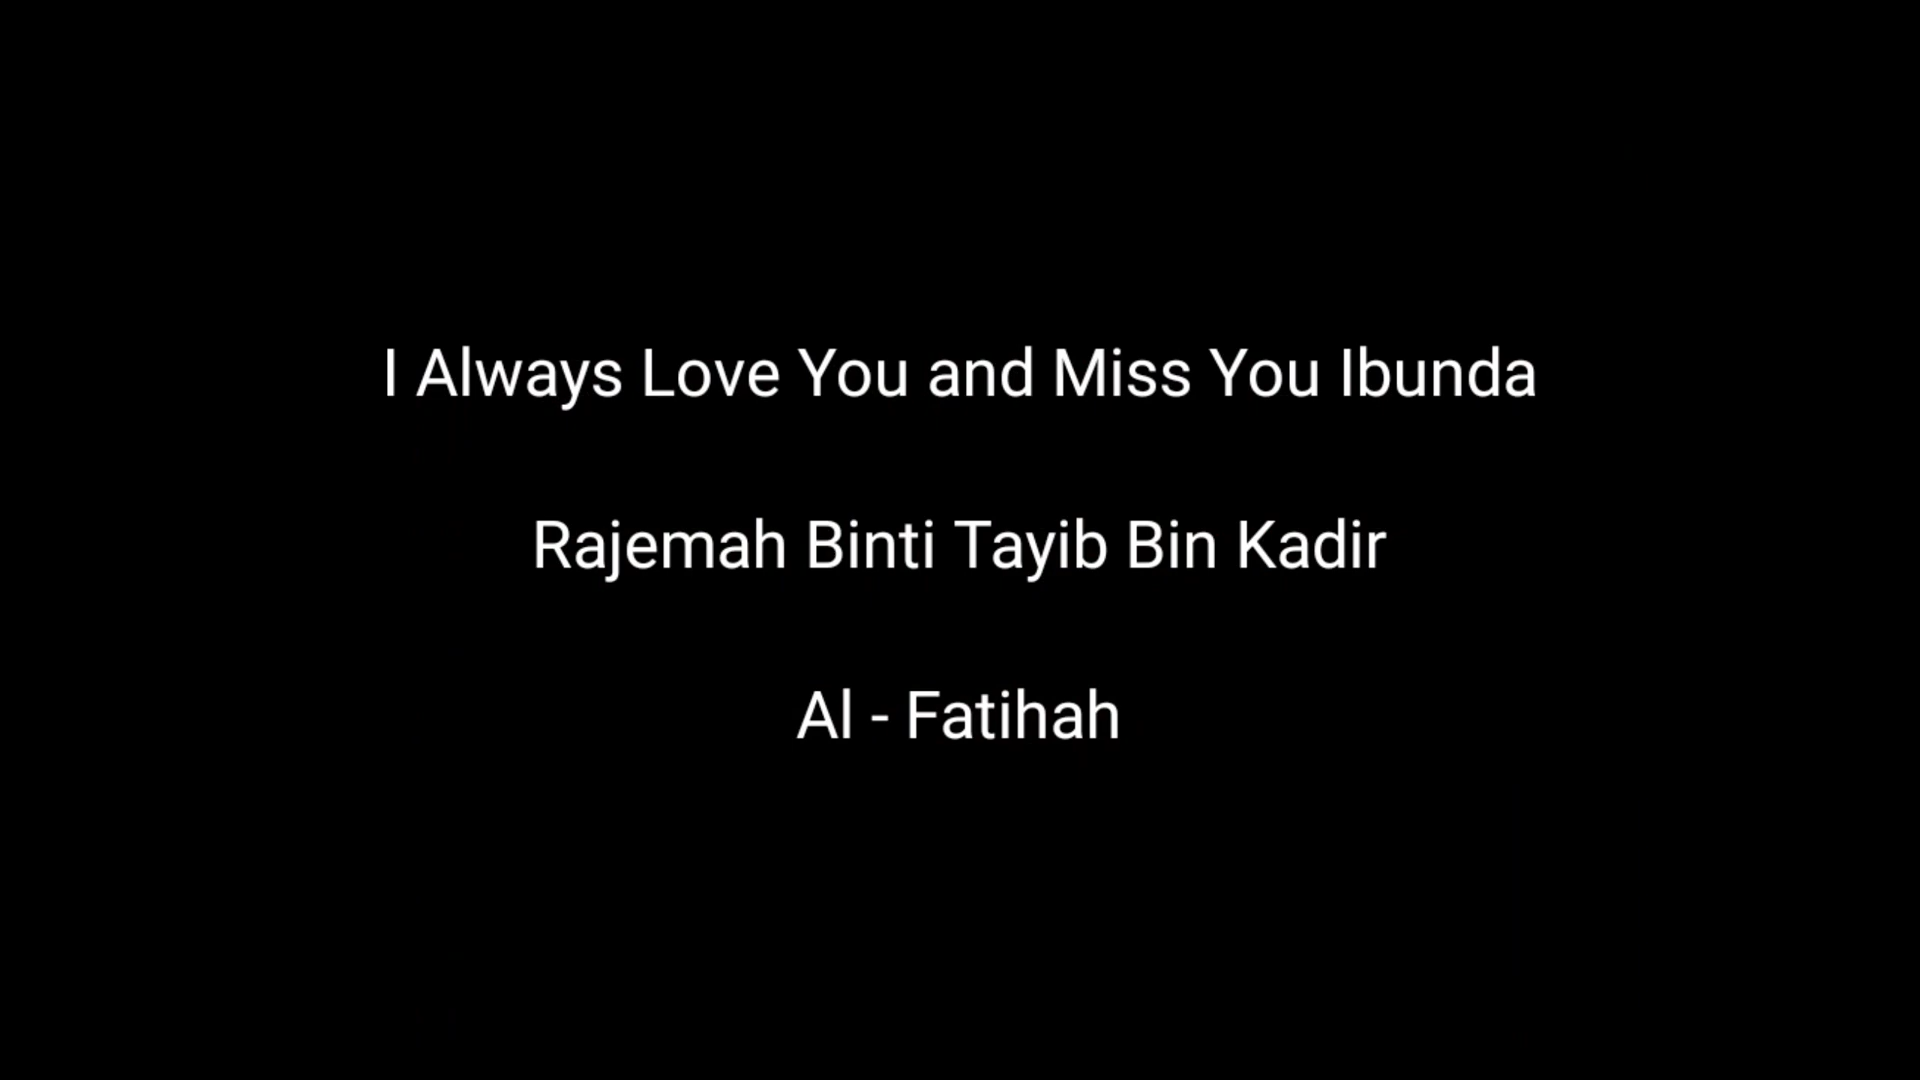 I Always Love You and Miss You Ibunda
Rajemah Binti Tayib Bin Kadir
Al - Fatihah